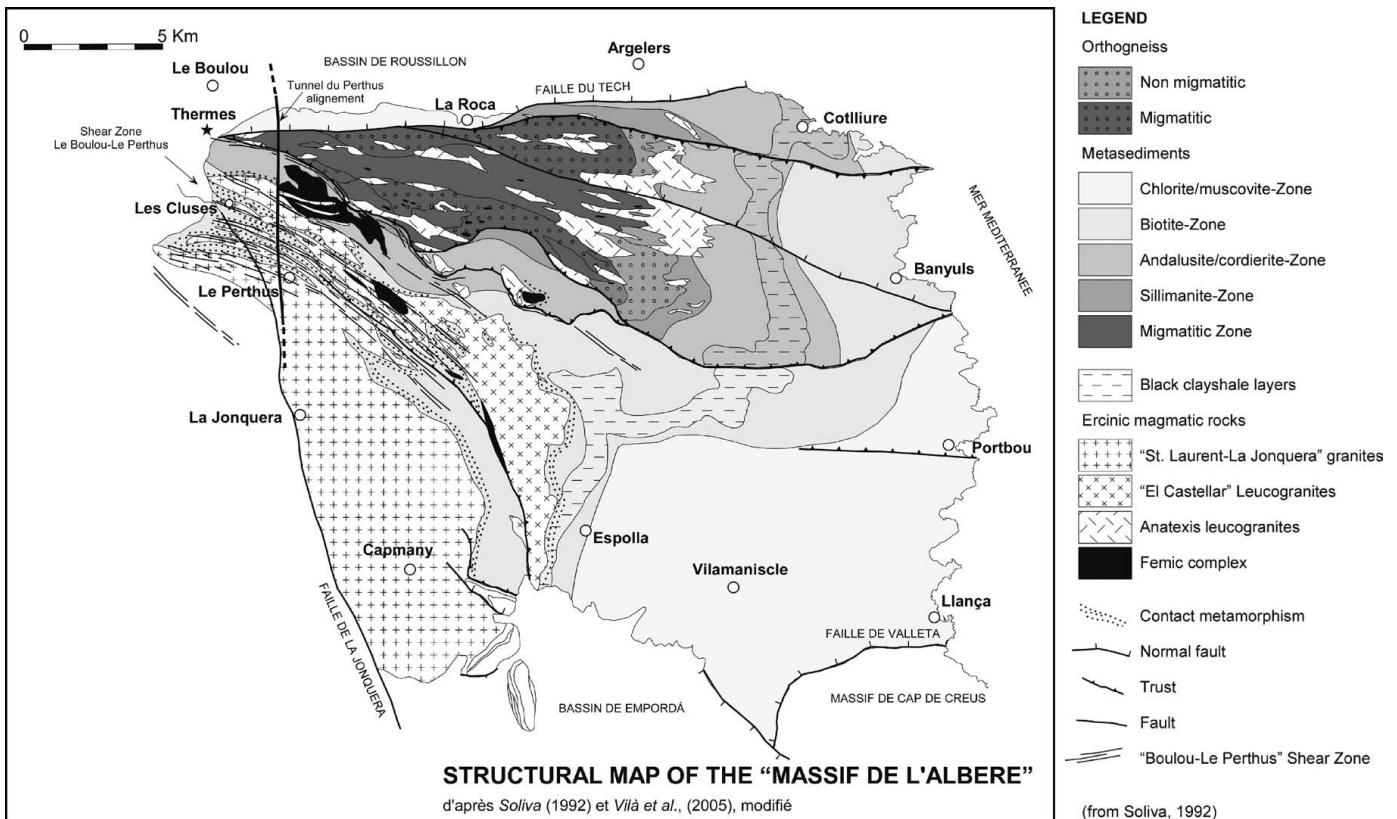 0 5 Km
Argelers
BASSIN DE ROUSSILLON
Le Boulou
FAILLE DU TECH
Tunnel du Perthus
alignement
La Roca
Thermes
Cotlliure
Shear Zone
Le Boulou-Le Perthus
MER MEDITERRANEE
Les Cluses
Banyuls
Le Perthus
La Jonquera
Portbou
Espolla
Capmany
Vilamaniscle
Llança
FAILLE DE LA JONQUERA
FAILLE DE VALLETA
BASSIN DE EMPORDÁ
MASSIF DE CAP DE CREUS
STRUCTURAL MAP OF THE “MASSIF DE L'ALBERE”
d'après Soliva (1992) et Vilà et al., (2005), modifié
LEGEND
Orthogneiss
Non migmatitic
Migmatitic
Metasediments
Chlorite/muscovite-Zone
Biotite-Zone
Andalusite/cordierite-Zone
Sillimanite-Zone
Migmatitic Zone
Black clayshale layers
Ercinic magmatic rocks
“St. Laurent-La Jonquera” granites
“El Castellar” Leucogranites
Anatexis leucogranites
Femic complex
Contact metamorphism
Normal fault
Trust
Fault
“Boulou-Le Perthus” Shear Zone
(from Soliva, 1992)